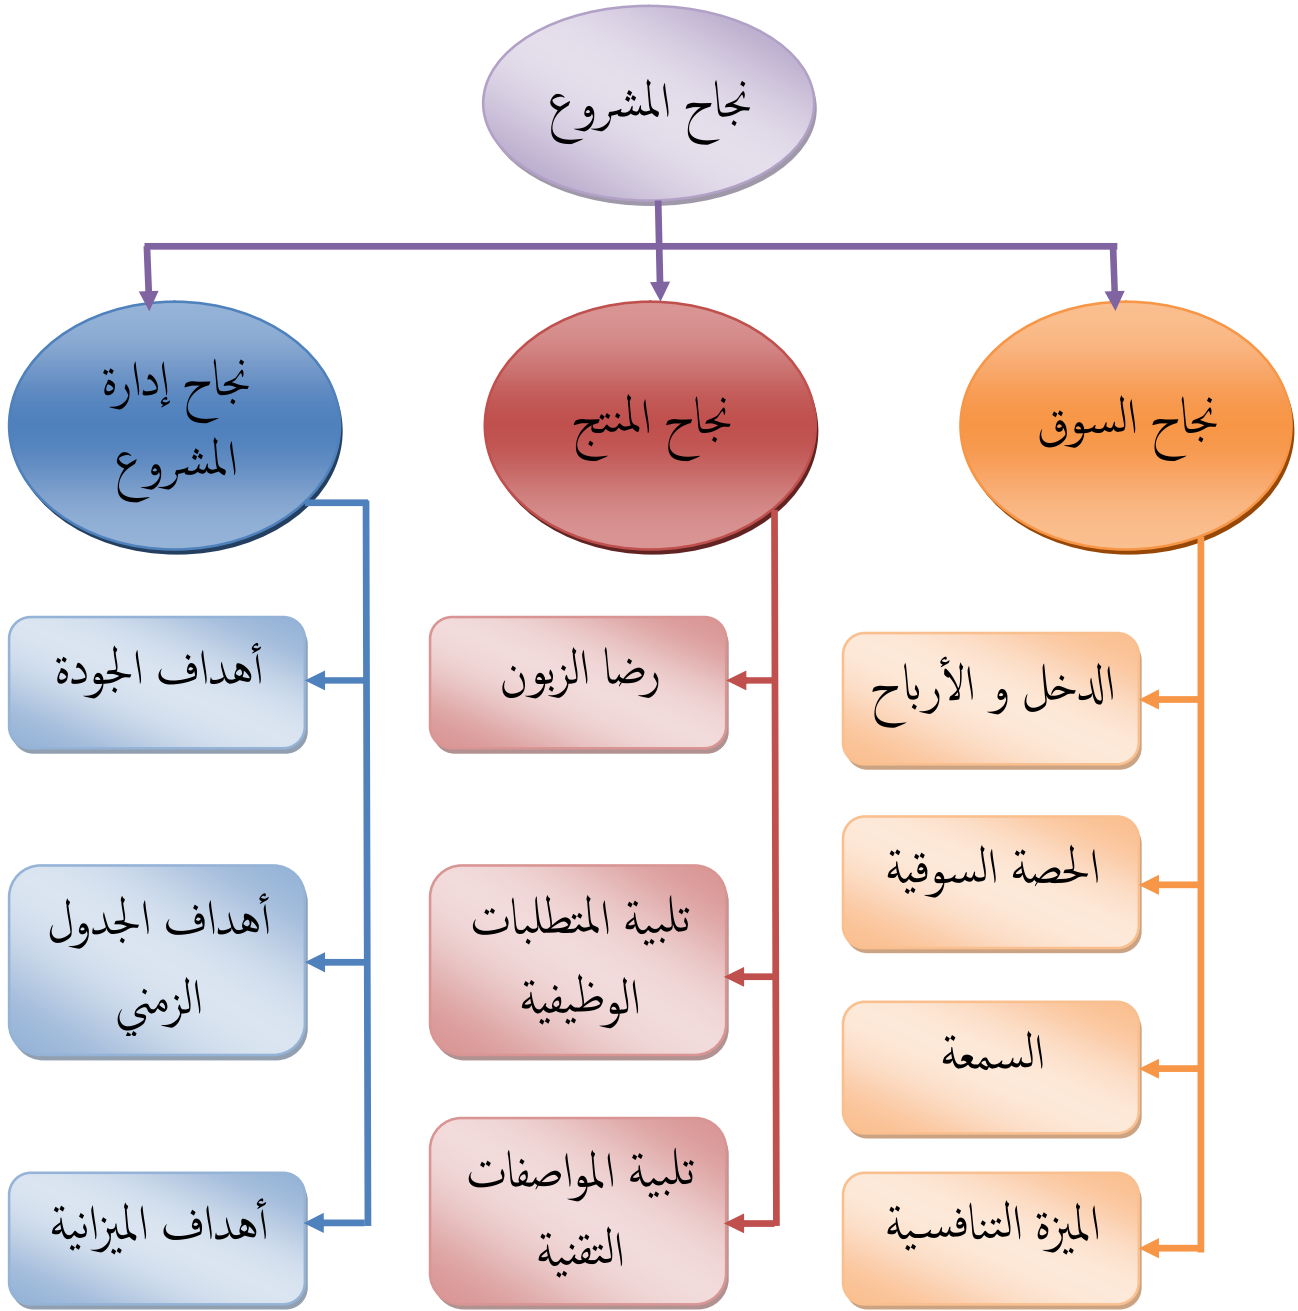 نجاح المشروع
نجاح السوق
نجاح المنتج
نجاح إدارة
المشروع
الدخل و الأرباح
الحصة السوقية
السمعة
الميزة التنافسية
رضا الزبون
تلبية المتطلبات
الوظيفية
تلبية المواصفات
التقنية
أهداف الجودة
أهداف الجدول
الزمني
أهداف الميزانية